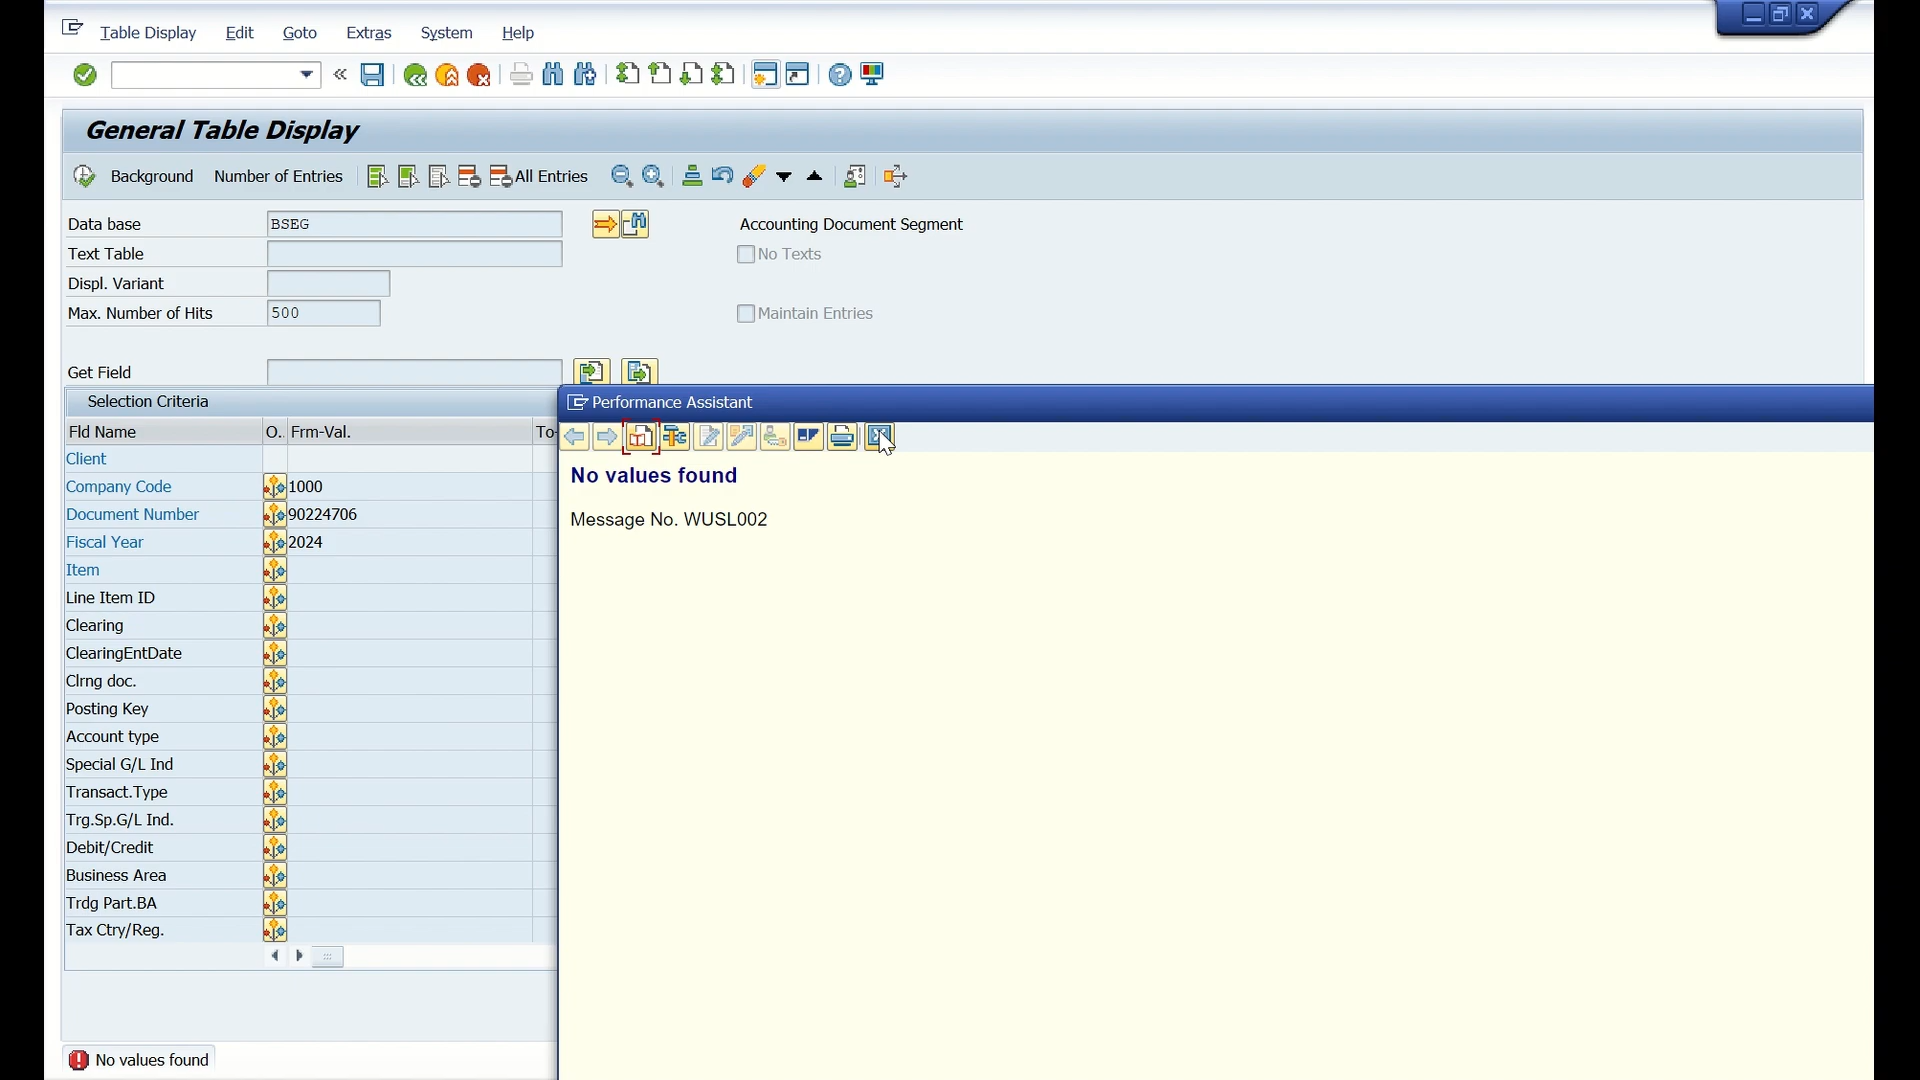 Table Display Edit Goto Extras System Help
General Table Display
Background Number of Entries All Entries
Data base BSEG Accounting Document Segment
Text Table No Texts
Displ. Variant
Max. Number of Hits 500 Maintain Entries
Get Field
Selection Criteria
Fld Name O.. Frm-Val. To-
Client
Company Code 1000
Document Number 90224706
Fiscal Year 2024
Item
Line Item ID
Clearing
ClearingEntDate
Clrng doc.
Posting Key
Account type
Special G/L Ind
Transact.Type
Trg.Sp.G/L Ind.
Debit/Credit
Business Area
Trdg Part.BA
Tax Ctry/Reg.
Performance Assistant
No values found
Message No. WUSL002
No values found